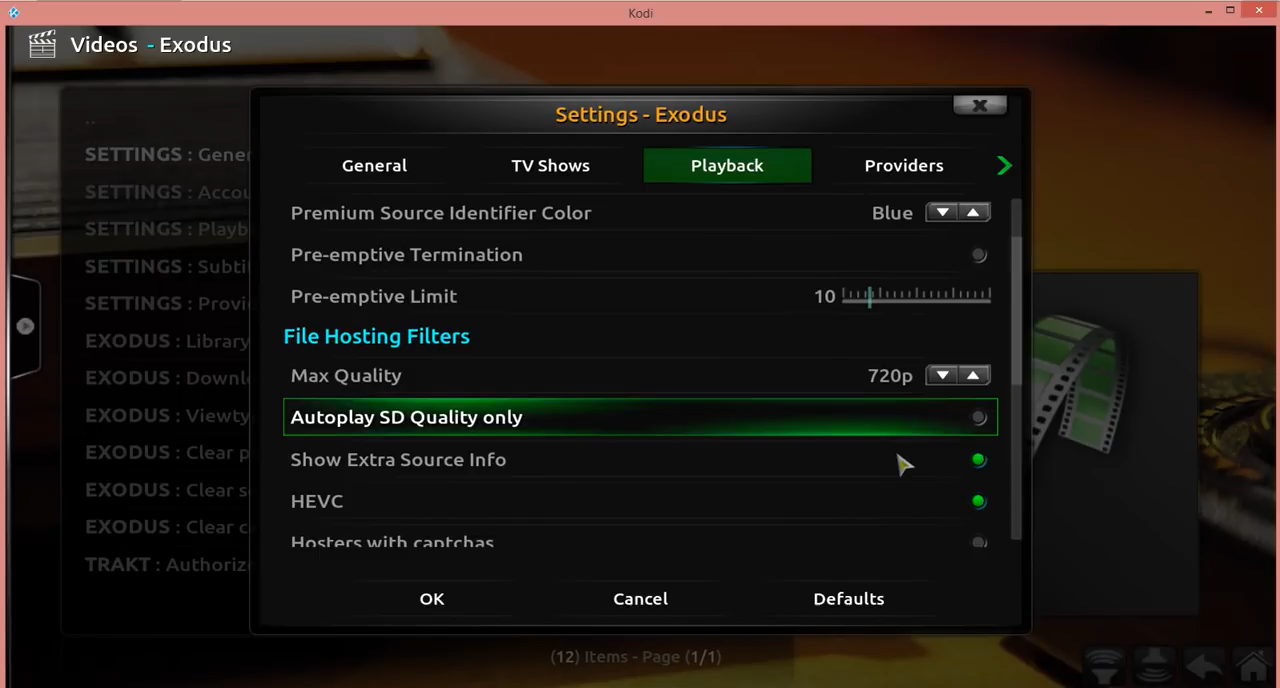 Kodi
Videos - Exodus
..
SETTINGS : Gener
SETTINGS : Accou
SETTINGS : Playb
SETTINGS : Subti
SETTINGS : Provi
EXODUS : Library
EXODUS : Downl
EXODUS : Viewty
EXODUS : Clear p
EXODUS : Clear s
EXODUS : Clear c
TRAKT : Authoriz
Settings - Exodus
General TV Shows Playback Providers
Premium Source Identifier Color Blue
Pre-emptive Termination
Pre-emptive Limit 10
File Hosting Filters
Max Quality 720p
Autoplay SD Quality only
Show Extra Source Info
HEVC
Hosters with captchas
OK Cancel Defaults
(12) Items - Page (1/1)